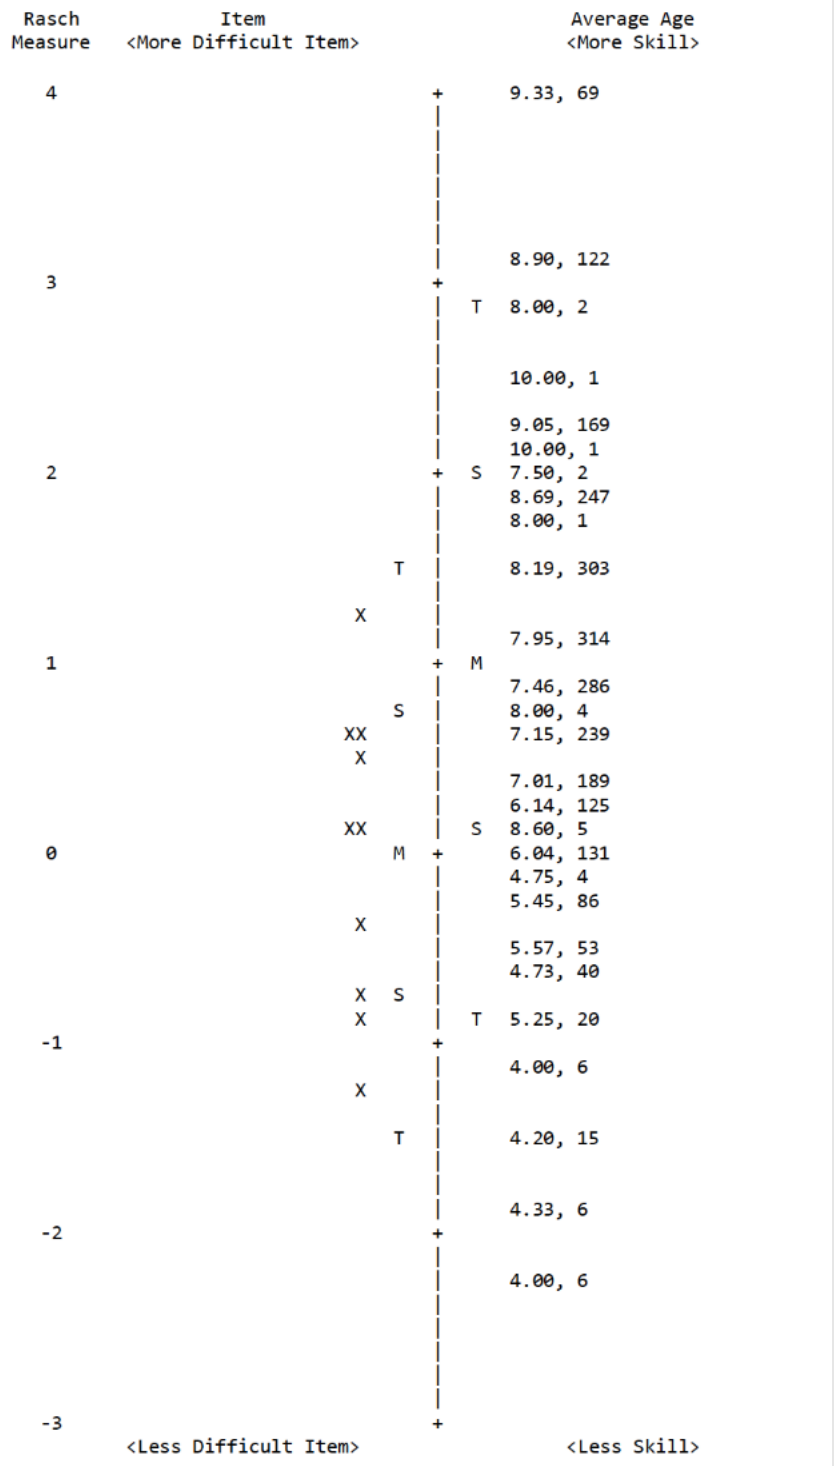 Rasch Item Average Age
Measure <More Difficult Item> <More Skill>
4 + 9.33, 69
|
|
|
|
|
|
| 8.90, 122
3 +
| T 8.00, 2
|
|
| 10.00, 1
|
| 9.05, 169
| 10.00, 1
2 + S 7.50, 2
| 8.69, 247
| 8.00, 1
|
T | 8.19, 303
|
X |
| 7.95, 314
1 + M
| 7.46, 286
S | 8.00, 4
XX | 7.15, 239
X |
| 7.01, 189
| 6.14, 125
XX | S 8.60, 5
0 M + 6.04, 131
| 4.75, 4
| 5.45, 86
X |
| 5.57, 53
| 4.73, 40
X S |
X | T 5.25, 20
-1 +
| 4.00, 6
X |
|
T | 4.20, 15
|
|
| 4.33, 6
-2 +
|
| 4.00, 6
|
|
|
|
|
-3 +
<Less Difficult Item> <Less Skill>